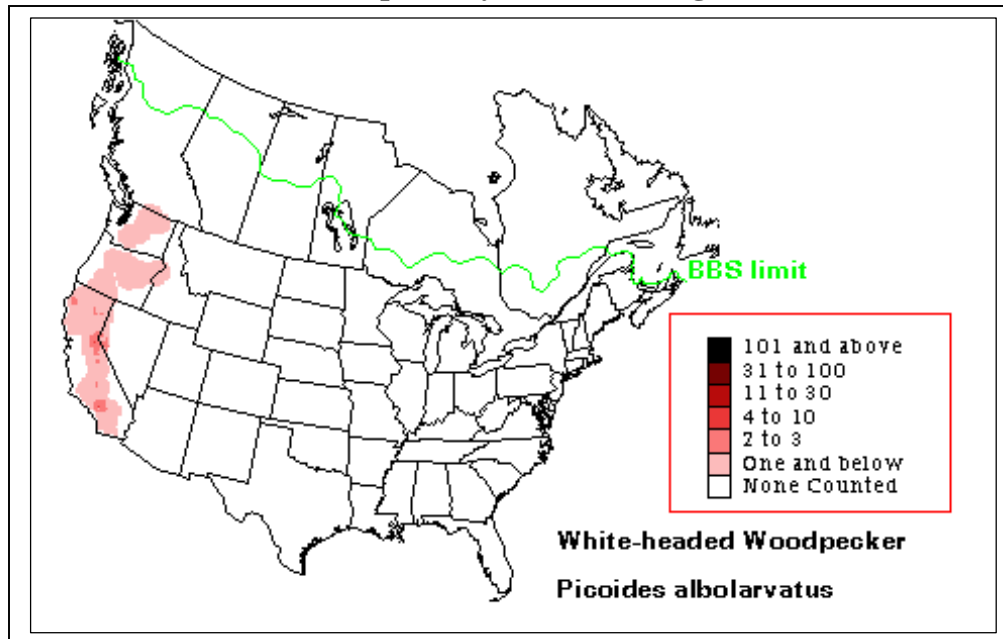 BBS limit
101 and above
31 to 100
11 to 30
4 to 10
2 to 3
One and below
None Counted
White-headed Woodpecker
Picoides albolarvatus